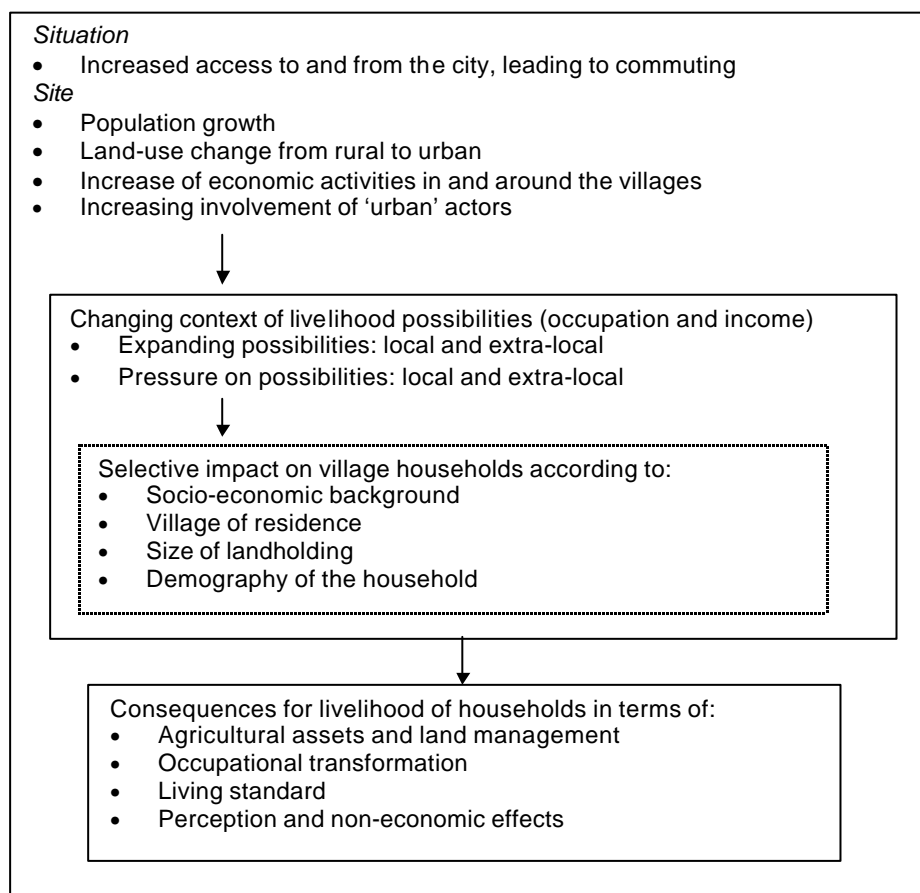 Situation
• Increased access to and from the city, leading to commuting
Site
• Population growth
• Land-use change from rural to urban
• Increase of economic activities in and around the villages
• Increasing involvement of ‘urban’ actors
Changing context of livelihood possibilities (occupation and income)
• Expanding possibilities: local and extra-local
• Pressure on possibilities: local and extra-local
Selective impact on village households according to:
• Socio-economic background
• Village of residence
• Size of landholding
• Demography of the household
Consequences for livelihood of households in terms of:
• Agricultural assets and land management
• Occupational transformation
• Living standard
• Perception and non-economic effects